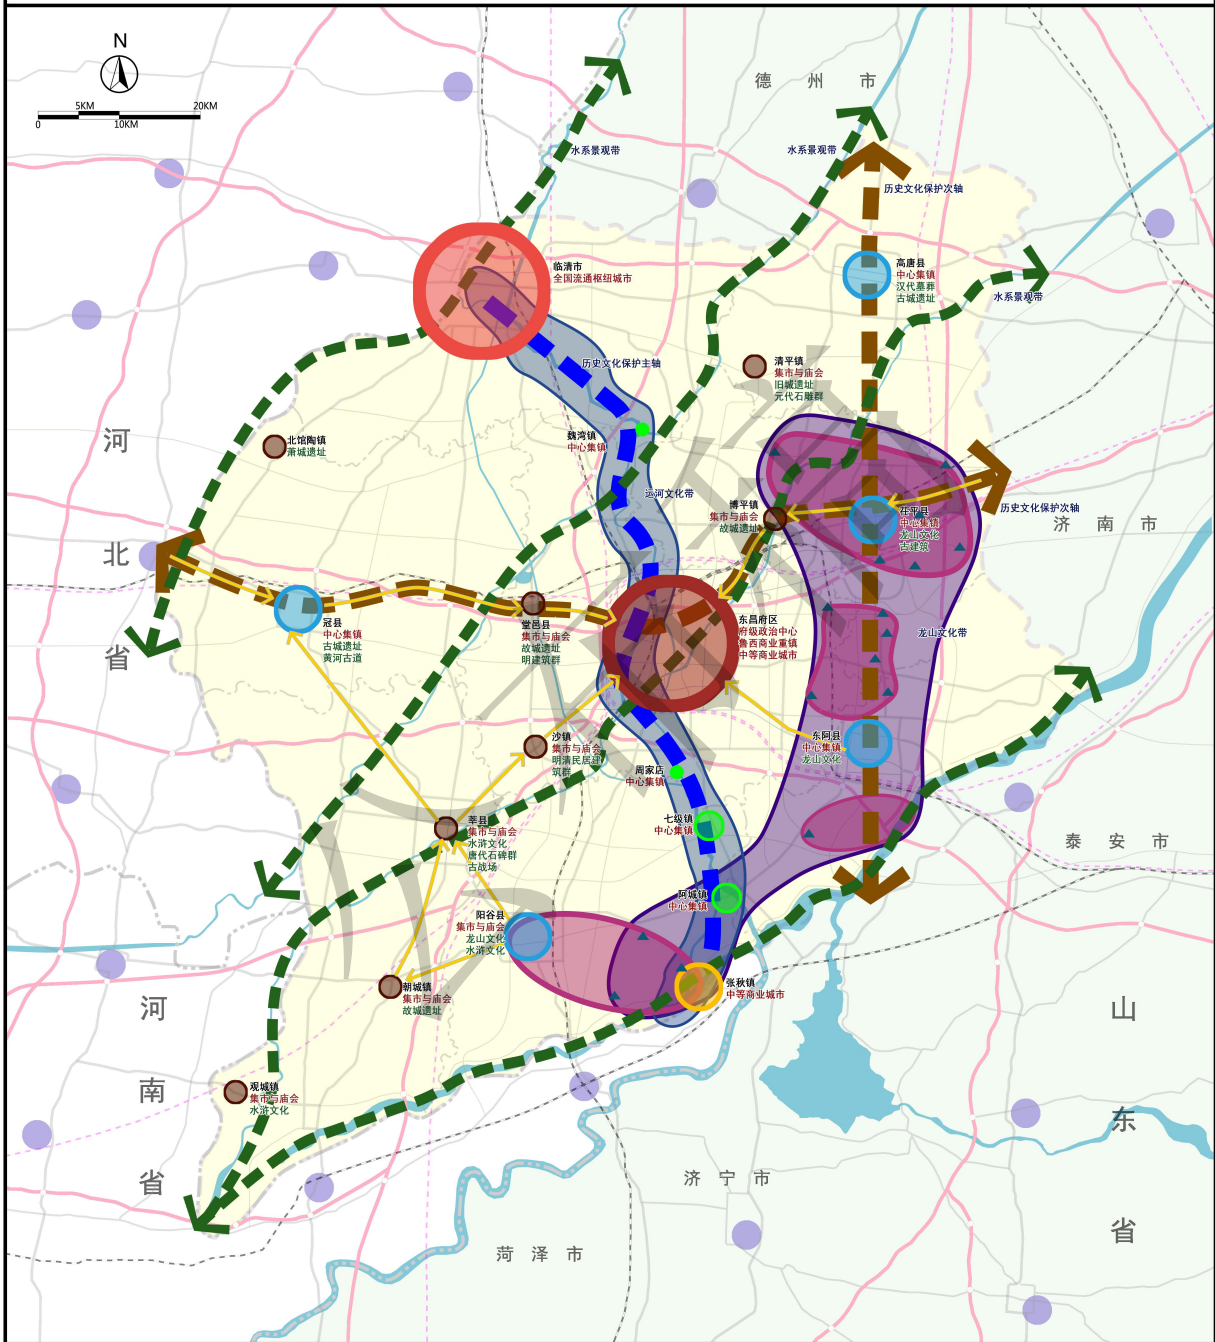 N
5KM
20KM
0
10KM
德州市
水系景观带
水系景观带
历史文化保护次轴
临清市
全国流通枢纽城市
高唐县
中心集镇
汉代墓葬
古城遗址
水系景观带
历史文化保护主轴
清平镇
集市与庙会
旧城遗址
元代石雕群
河
北
省
北馆陶镇
萧城遗址
魏湾镇
中心集镇
运河文化带
博平镇
集市与庙会
故城遗址
茌平县
中心集镇
龙山文化
古建筑
历史文化保护次轴
济南市
冠县
中心集镇
古城遗址
黄河古道
堂邑县
集市与庙会
故城遗址
明建筑群
东昌府区
府级政治中心
鲁西商业重镇
中等商业城市
龙山文化带
沙镇
集市与庙会
明清民居建
筑群
东阿县
中心集镇
龙山文化
周家店
中心集镇
七级镇
中心集镇
莘县
集市与庙会
水浒文化
唐代石碑群
古战场
泰安市
阿城镇
中心集镇
阳谷县
集市与庙会
龙山文化
水浒文化
朝城镇
集市与庙会
故城遗址
张秋镇
中等商业城市
河
南
省
观城镇
集市与庙会
水浒文化
山
东
省
济宁市
菏泽市